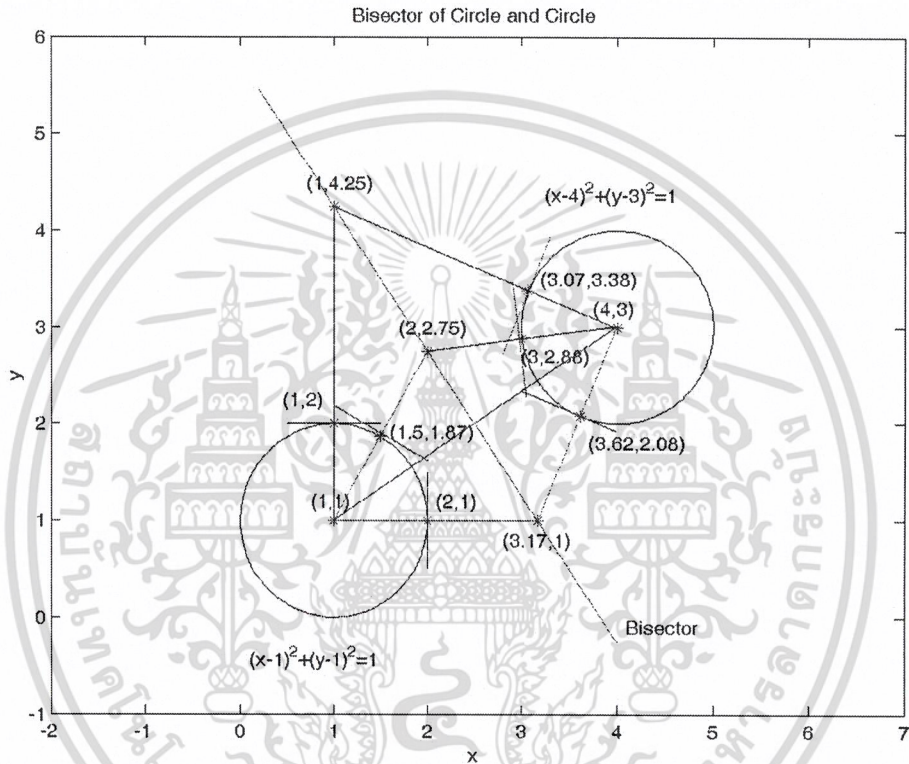 Bisector of Circle and Circle
6
5
4
3
2
1
0
-1
y
(1,4.25)
(x-4)²+(y-3)²=1
(3.07,3.38)
(4,3)
(2,2.75)
(3,2.88)
(1,2)
(1.5,1.87)
(3.62,2.08)
(1,1)
(2,1)
(3.17,1)
Bisector
(x-1)²+(y-1)²=1
-2 -1 0 1 2 3 4 5 6 7
x